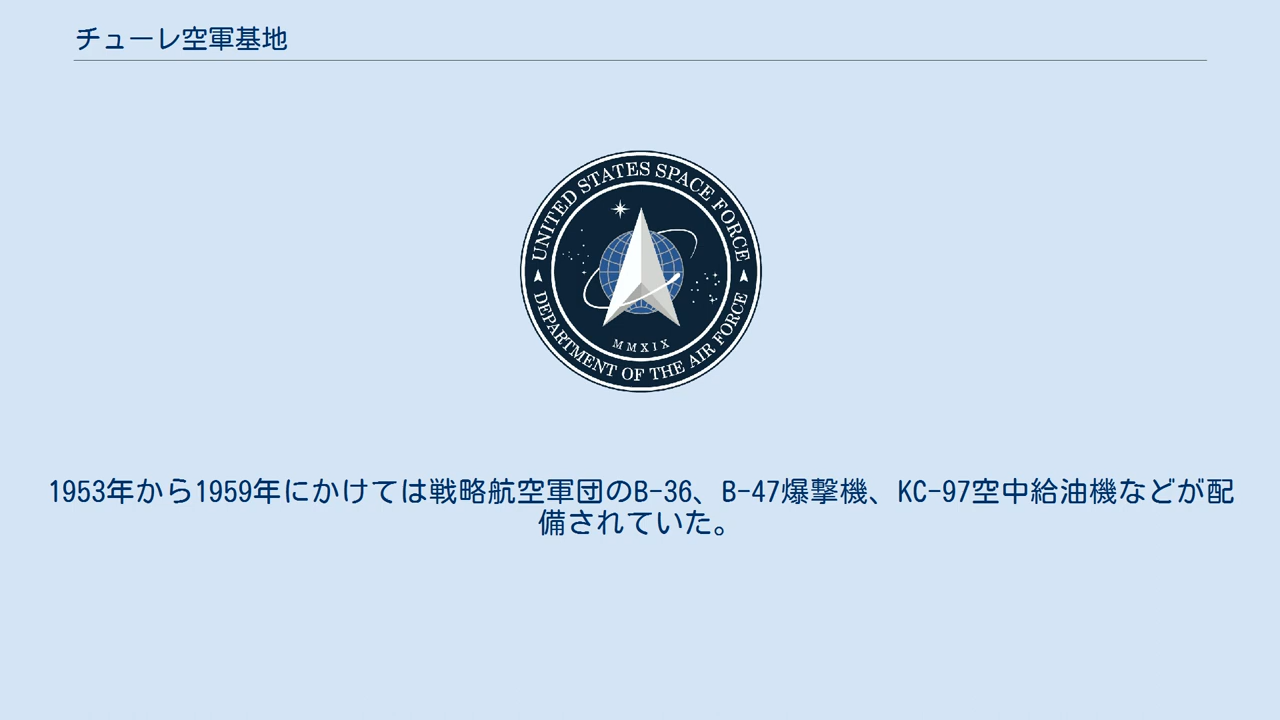 チューレ空軍基地
UNITED STATES SPACE FORCE
MMXIX
DEPARTMENT OF THE AIR FORCE
1953年から1959年にかけては戦略航空軍団のB-36、B-47爆撃機、KC-97空中給油機などが配
備されていた。